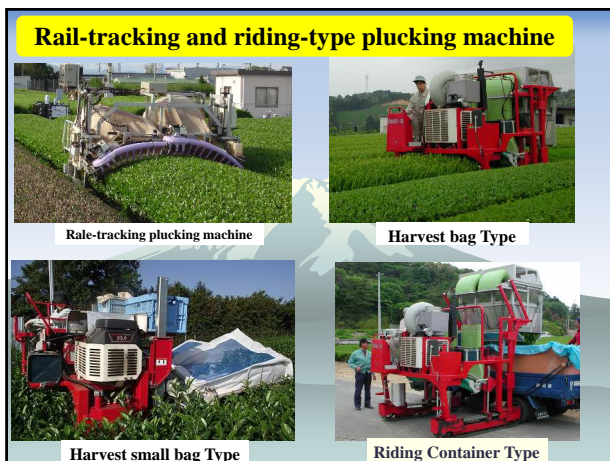 Rail-tracking and riding-type plucking machine
Rale-tracking plucking machine
Harvest bag Type
Harvest small bag Type
Riding Container Type